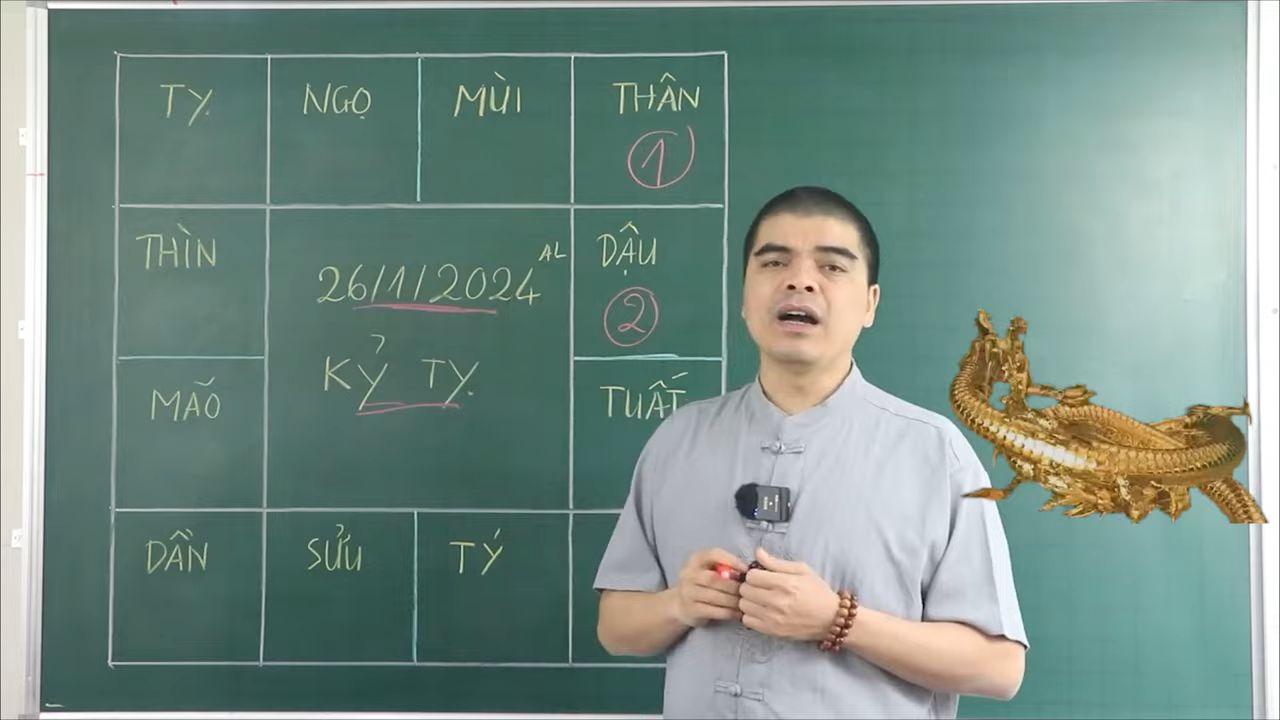 TỴ NGỌ MÙI THÂN
1
THÌN DẬU
26/1/2024 AL
2
KỶ TỴ
MÃO TUẤT
DẦN SỬU TÝ